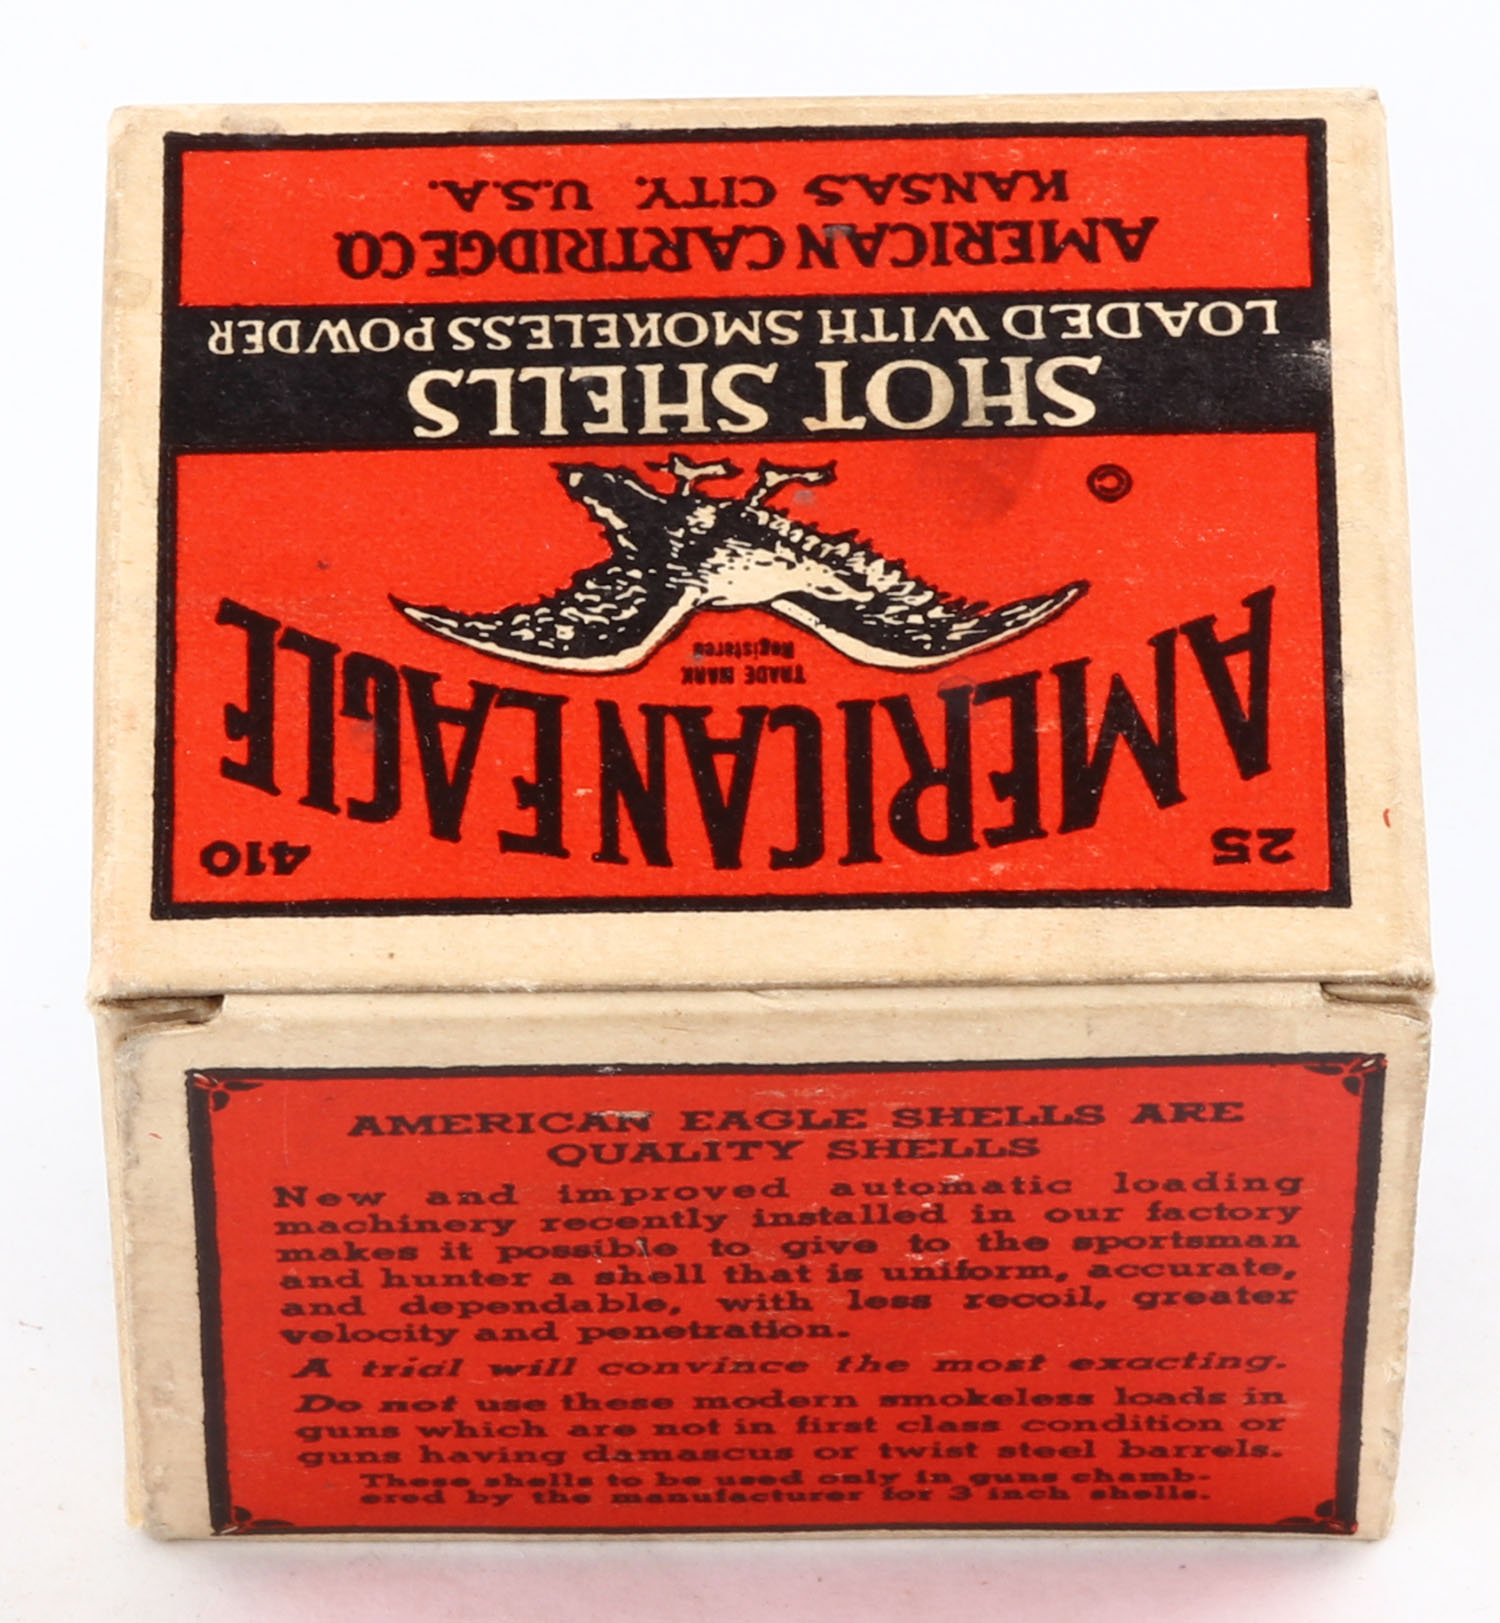 25 410
AMERICAN EAGLE
TRADE MARK
Registered
©
SHOT SHELLS
LOADED WITH SMOKELESS POWDER
AMERICAN CARTRIDGE CO
KANSAS CITY, U.S.A.
AMERICAN EAGLE SHELLS ARE
QUALITY SHELLS
New and improved automatic loading
machinery recently installed in our factory
makes it possible to give to the sportsman
and hunter a shell that is uniform, accurate,
and dependable, with less recoil, greater
velocity and penetration.
A trial will convince the most exacting.
Do not use these modern smokeless loads in
guns which are not in first class condition or
guns having damascus or twist steel barrels.
These shells to be used only in guns chamb-
ered by the manufacturer for 3 inch shells.